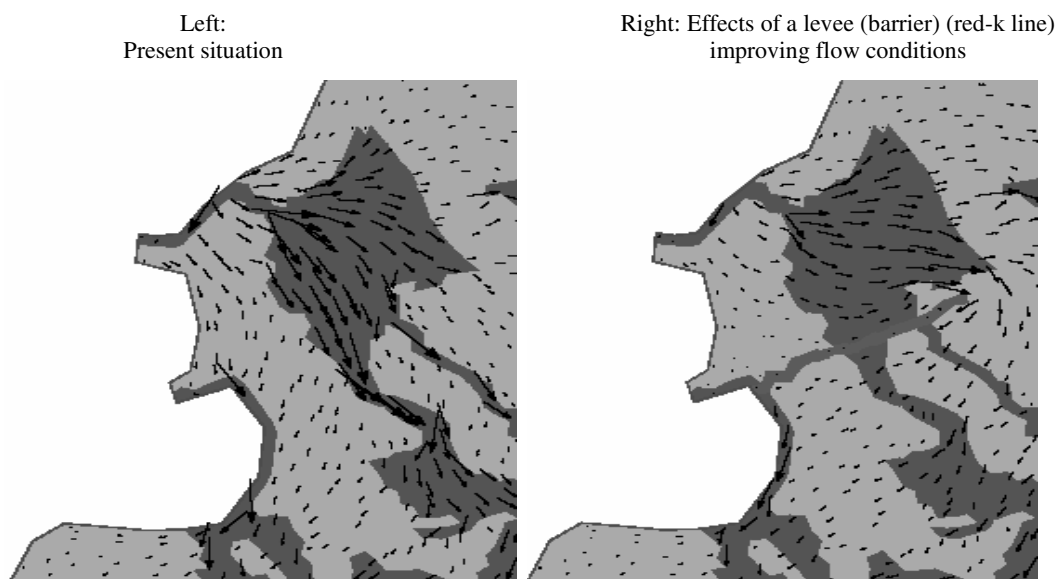 Left:
Present situation
Right: Effects of a levee (barrier) (red-k line)
improving flow conditions